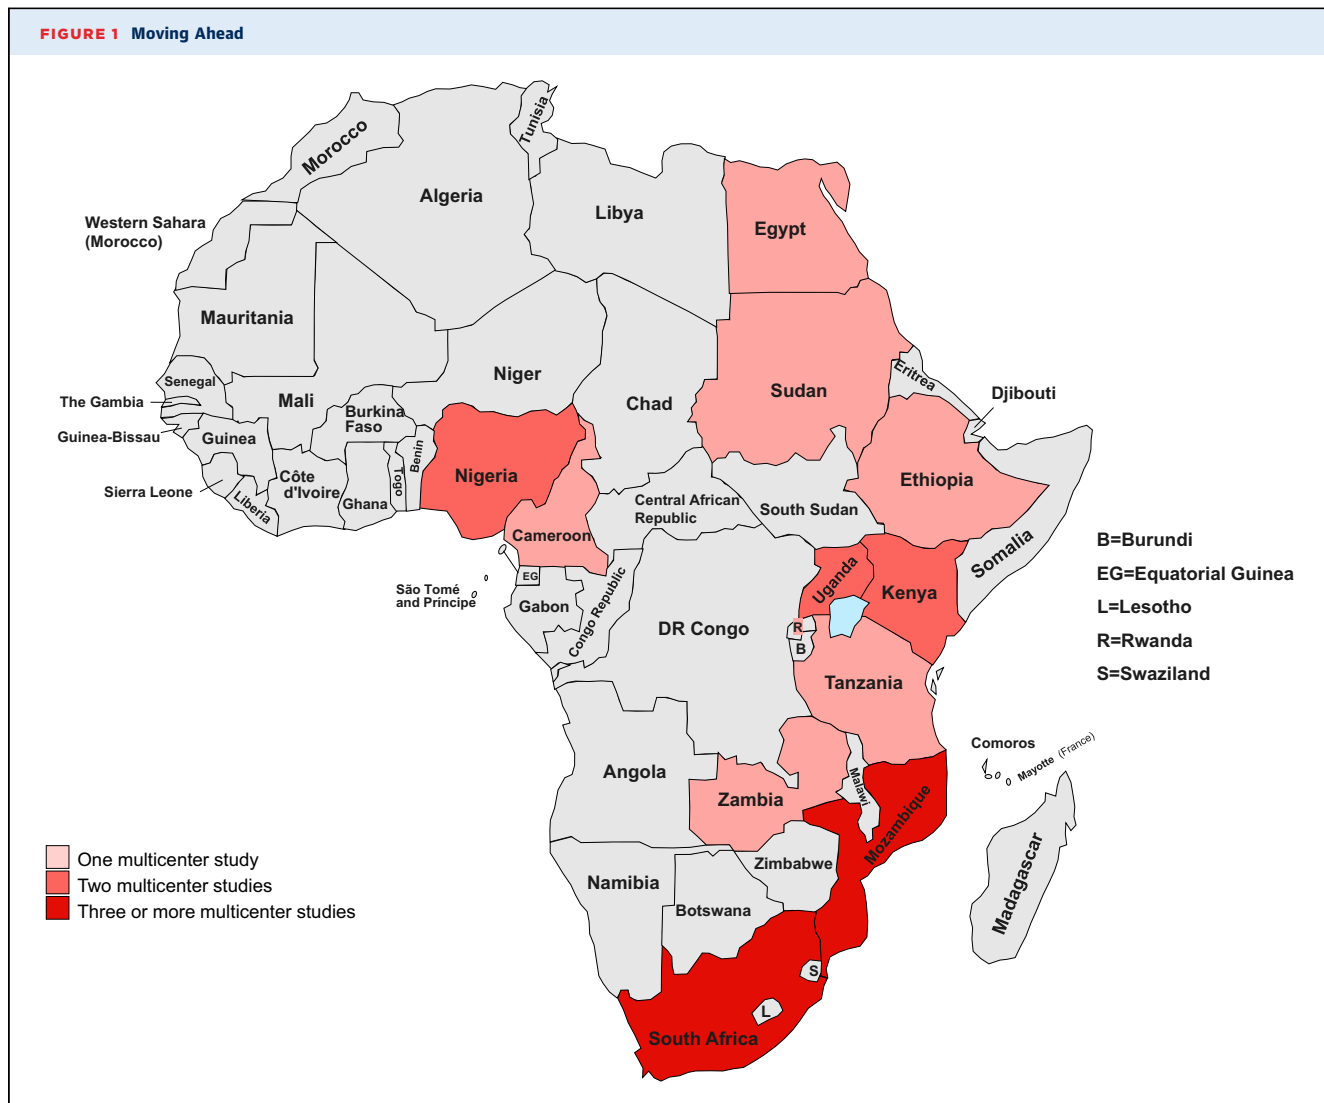 FIGURE 1 Moving Ahead
Morocco
Tunisia
Algeria
Libya
Egypt
Western Sahara
(Morocco)
Mauritania
Mali
Niger
Chad
Sudan
Eritrea
Djibouti
Senegal
The Gambia
Guinea-Bissau
Guinea
Sierra Leone
Liberia
Côte
d'Ivoire
Burkina
Faso
Ghana
Togo
Benin
Nigeria
Cameroon
Central African
Republic
South Sudan
Ethiopia
Somalia
EG
São Tomé
and Príncipe
Gabon
Congo Republic
DR Congo
Uganda
Kenya
R
B
Tanzania
B=Burundi
EG=Equatorial Guinea
L=Lesotho
R=Rwanda
S=Swaziland
Comoros
Mayotte (France)
Angola
Zambia
Malawi
Mozambique
Madagascar
Zimbabwe
Namibia
Botswana
S
L
South Africa
One multicenter study
Two multicenter studies
Three or more multicenter studies